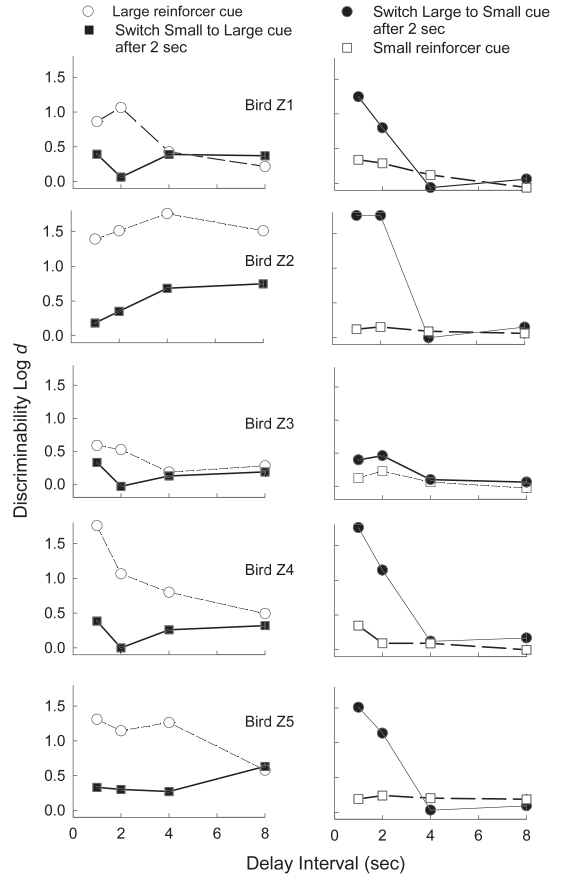 Large reinforcer cue
Switch Small to Large cue
after 2 sec
Switch Large to Small cue
after 2 sec
Small reinforcer cue
1.5
1.0
0.5
0.0
Bird Z1
1.5
1.0
0.5
0.0
Bird Z2
1.5
1.0
0.5
0.0
Bird Z3
1.5
1.0
0.5
0.0
Bird Z4
1.5
1.0
0.5
0.0
Bird Z5
0 2 4 6 8
0 2 4 6 8
Discriminability Log d
Delay Interval (sec)